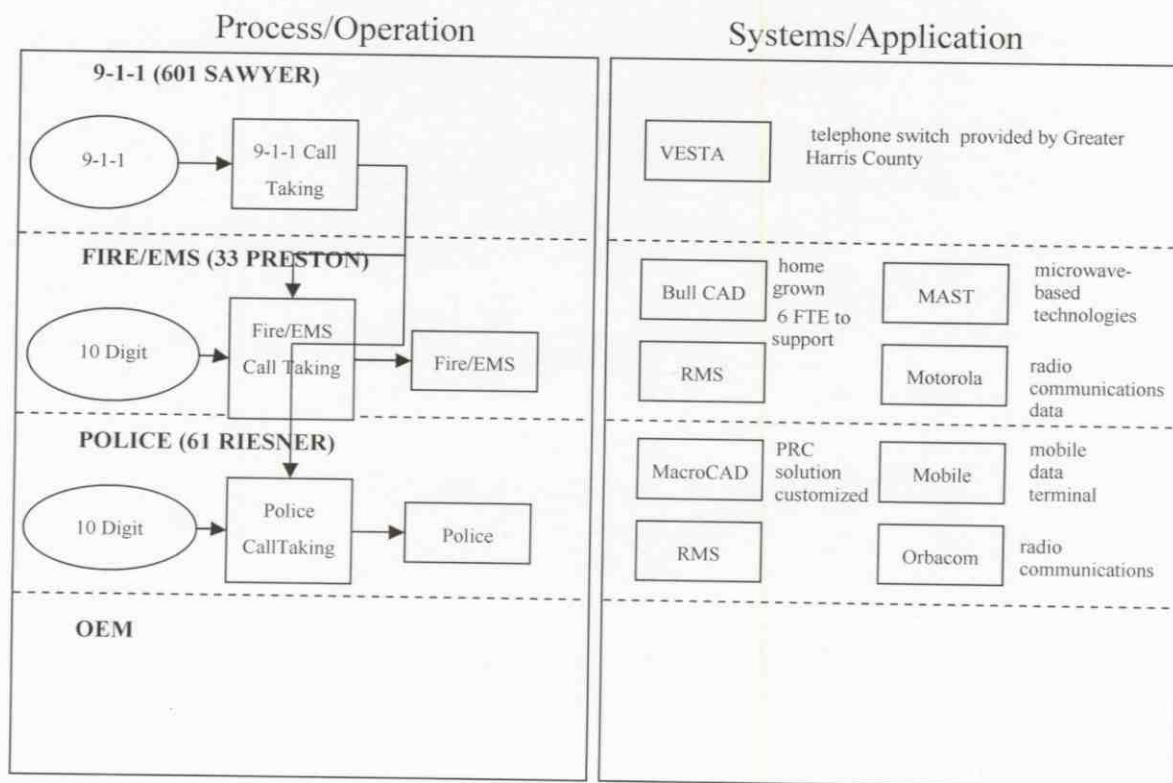 Process/Operation
Systems/Application
9-1-1 (601 SAWYER)
9-1-1
9-1-1 Call
Taking
VESTA
telephone switch provided by Greater
Harris County
FIRE/EMS (33 PRESTON)
10 Digit
Fire/EMS
Call Taking
Fire/EMS
Bull CAD
home
grown
6 FTE to
support
MAST
microwave-
based
technologies
RMS
Motorola
radio
communications
data
POLICE (61 RIESNER)
10 Digit
Police
CallTaking
Police
MacroCAD
PRC
solution
customized
Mobile
mobile
data
terminal
RMS
Orbacom
radio
communications
OEM